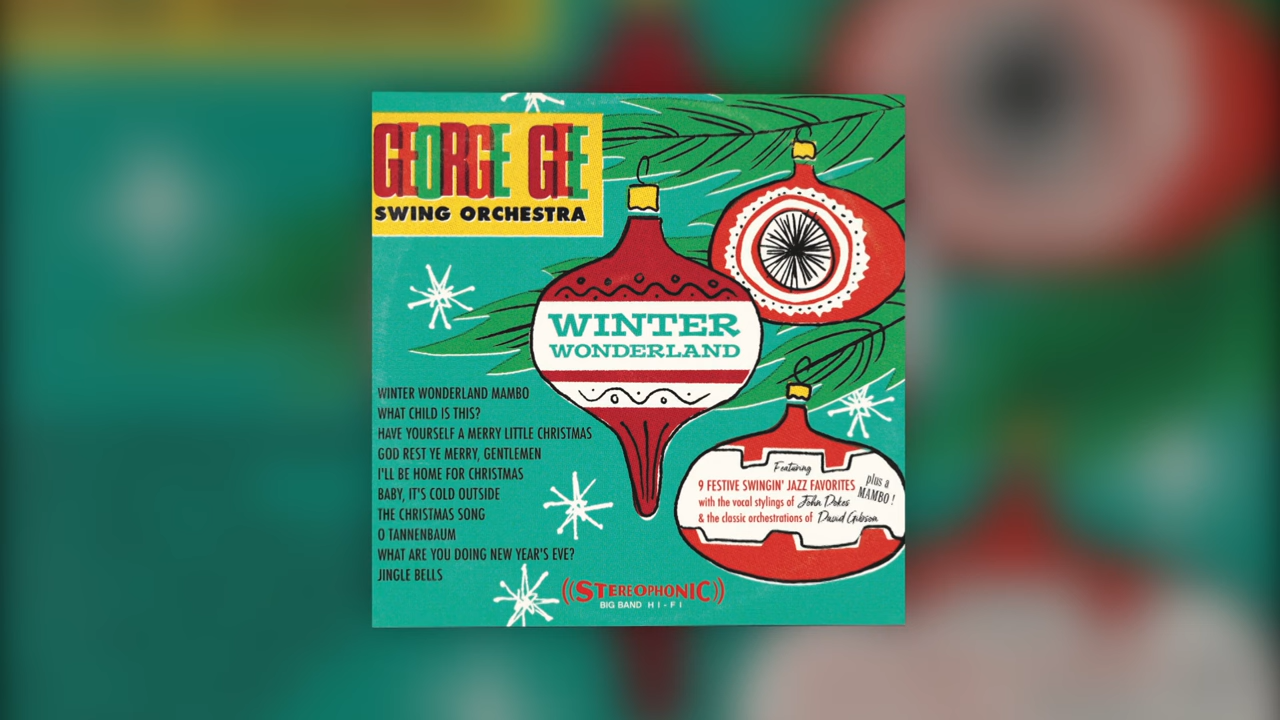 GEORGE GEE
SWING ORCHESTRA
WINTER
WONDERLAND
WINTER WONDERLAND MAMBO
WHAT CHILD IS THIS?
HAVE YOURSELF A MERRY LITTLE CHRISTMAS
GOD REST YE MERRY, GENTLEMEN
I'LL BE HOME FOR CHRISTMAS
BABY, IT'S COLD OUTSIDE
THE CHRISTMAS SONG
O TANNENBAUM
WHAT ARE YOU DOING NEW YEAR'S EVE?
JINGLE BELLS
Featuring
9 FESTIVE SWINGIN' JAZZ FAVORITES
with the vocal stylings of John Dokes
& the classic orchestrations of David Gibson
plus a
MAMBO!
((STEREOPHONIC))
BIG BAND HI-FI